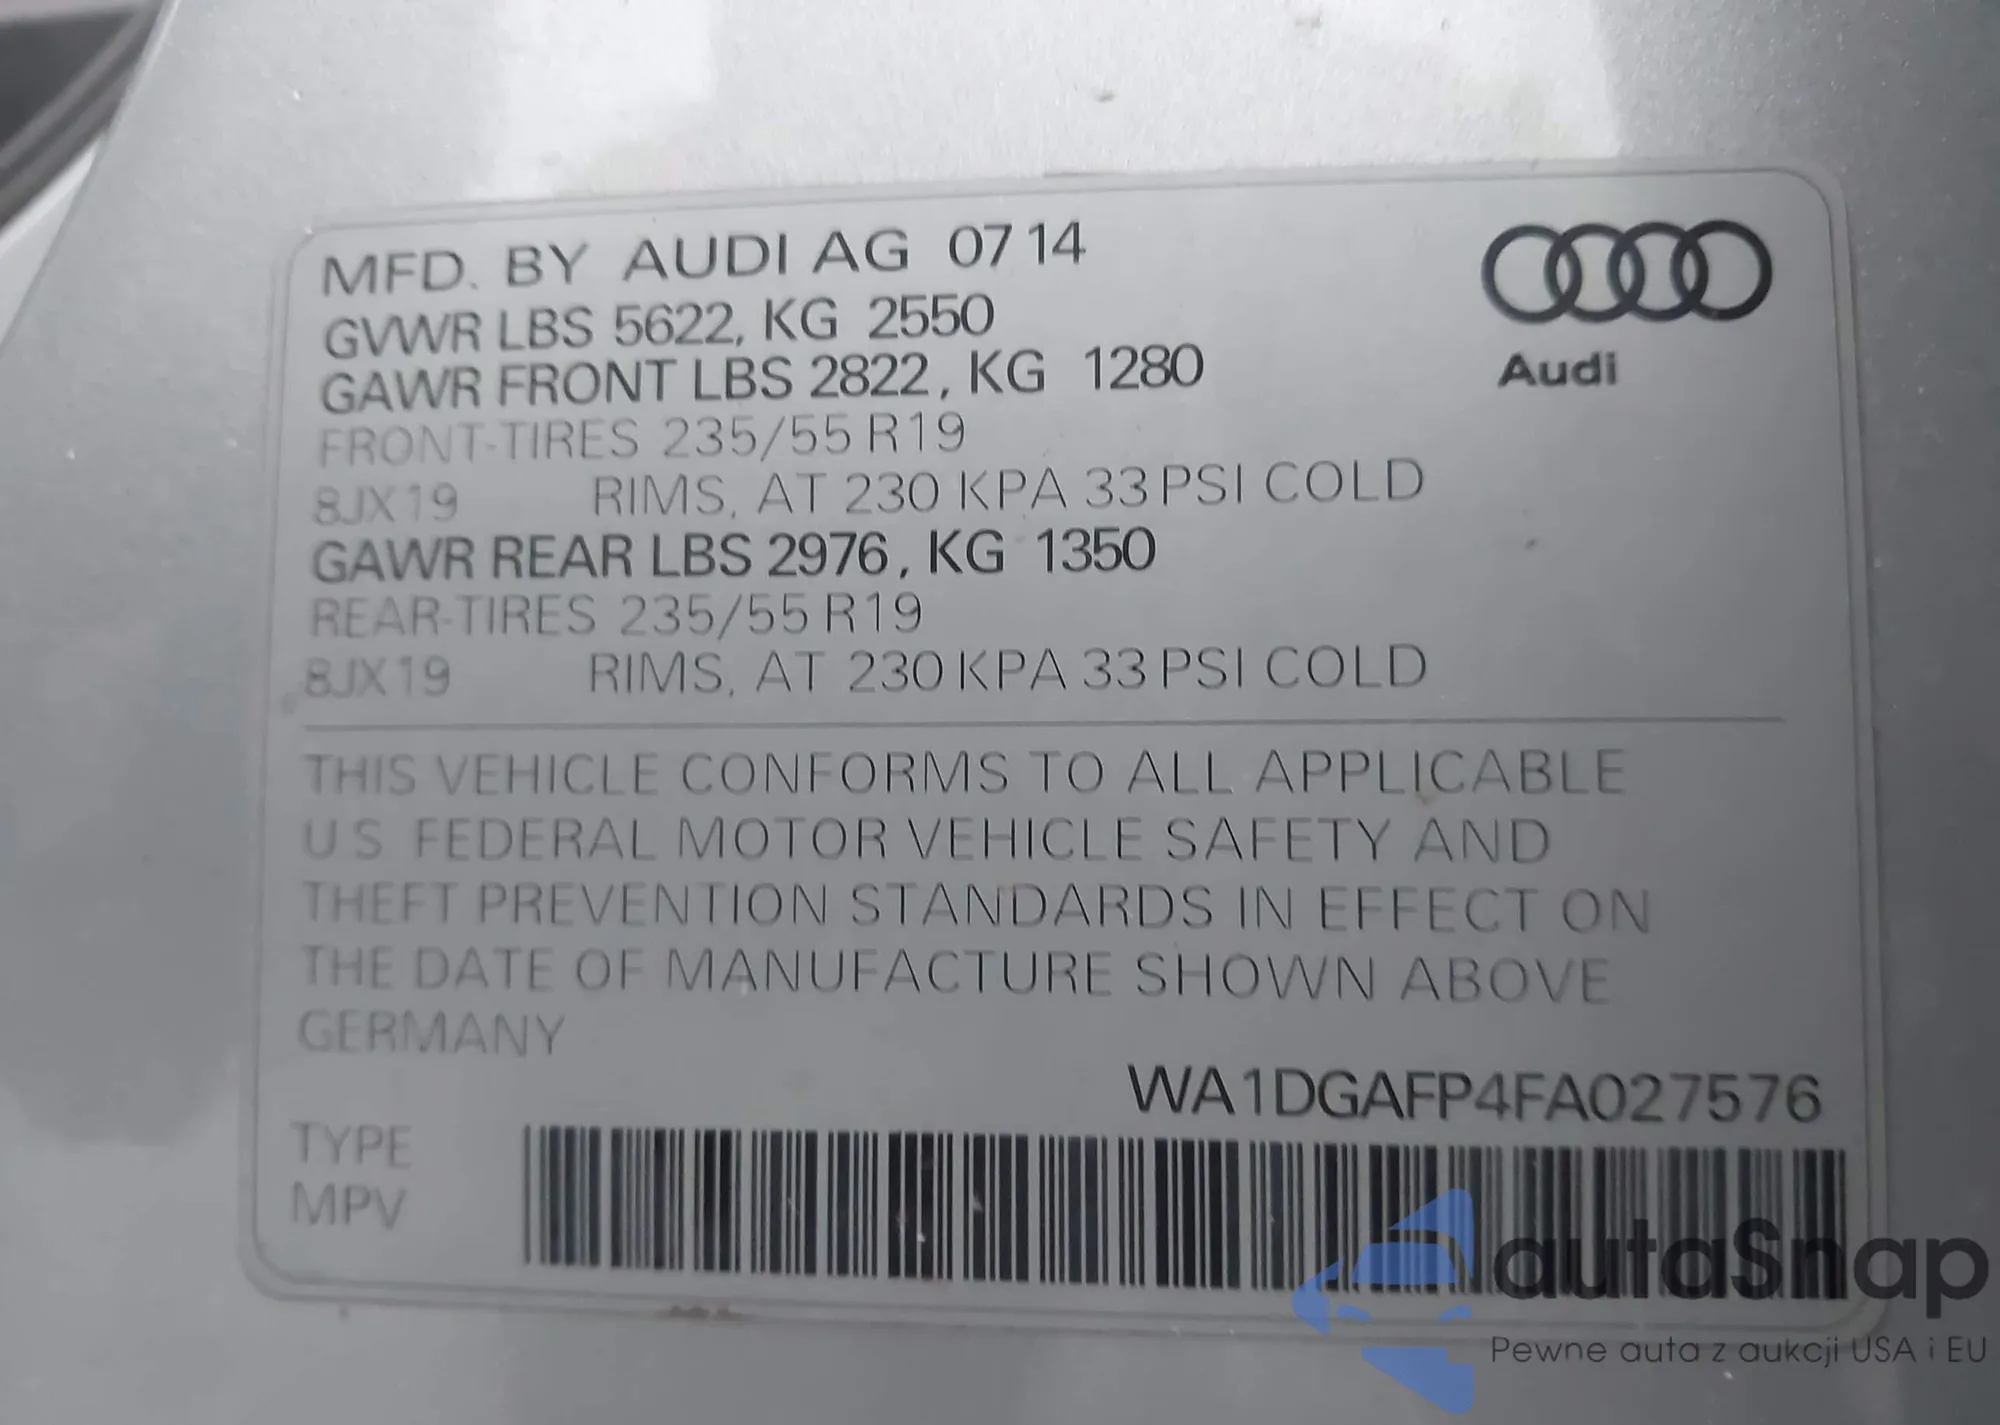 MFD. BY AUDI AG 07 14
GVWR LBS 5622, KG 2550
GAWR FRONT LBS 2822, KG 1280
FRONT-TIRES 235/55 R19
8JX19 RIMS, AT 230 KPA 33 PSI COLD
GAWR REAR LBS 2976, KG 1350
REAR-TIRES 235/55 R19
8JX19 RIMS, AT 230 KPA 33 PSI COLD
Audi
THIS VEHICLE CONFORMS TO ALL APPLICABLE
US FEDERAL MOTOR VEHICLE SAFETY AND
THEFT PREVENTION STANDARDS IN EFFECT ON
THE DATE OF MANUFACTURE SHOWN ABOVE
GERMANY
WA1DGAFP4FA027576
TYPE
MPV
autaSnap
Pewne auta z aukcji USA i EU